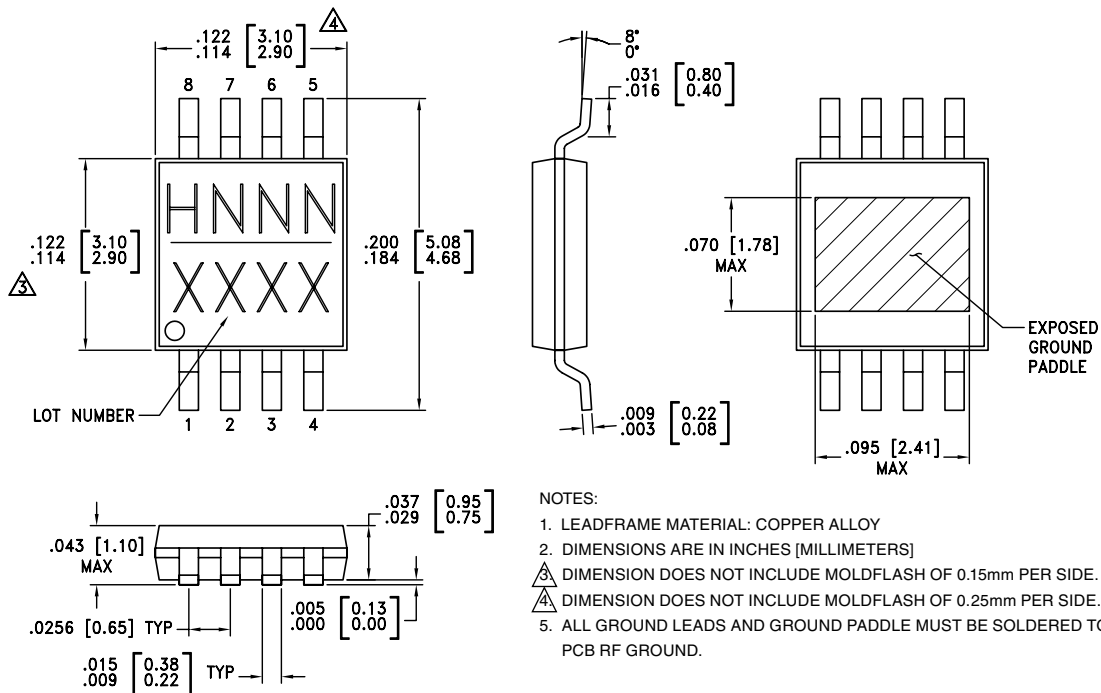 .122 [3.10]
.114 [2.90]
4
8 7 6 5
HNNN
XXXX
.122 [3.10]
.114 [2.90]
3
.200 [5.08]
.184 [4.68]
LOT NUMBER
1 2 3 4
8°
0°
.031 [0.80]
.016 [0.40]
.009 [0.22]
.003 [0.08]
.070 [1.78]
MAX
EXPOSED
GROUND
PADDLE
.095 [2.41]
MAX
.043 [1.10]
MAX
.037 [0.95]
.029 [0.75]
.005 [0.13]
.000 [0.00]
.0256 [0.65] TYP
.015 [0.38]
.009 [0.22] TYP
NOTES:
1. LEADFRAME MATERIAL: COPPER ALLOY
2. DIMENSIONS ARE IN INCHES [MILLIMETERS]
3. DIMENSION DOES NOT INCLUDE MOLDFLASH OF 0.15mm PER SIDE.
4. DIMENSION DOES NOT INCLUDE MOLDFLASH OF 0.25mm PER SIDE.
5. ALL GROUND LEADS AND GROUND PADDLE MUST BE SOLDERED TO
PCB RF GROUND.